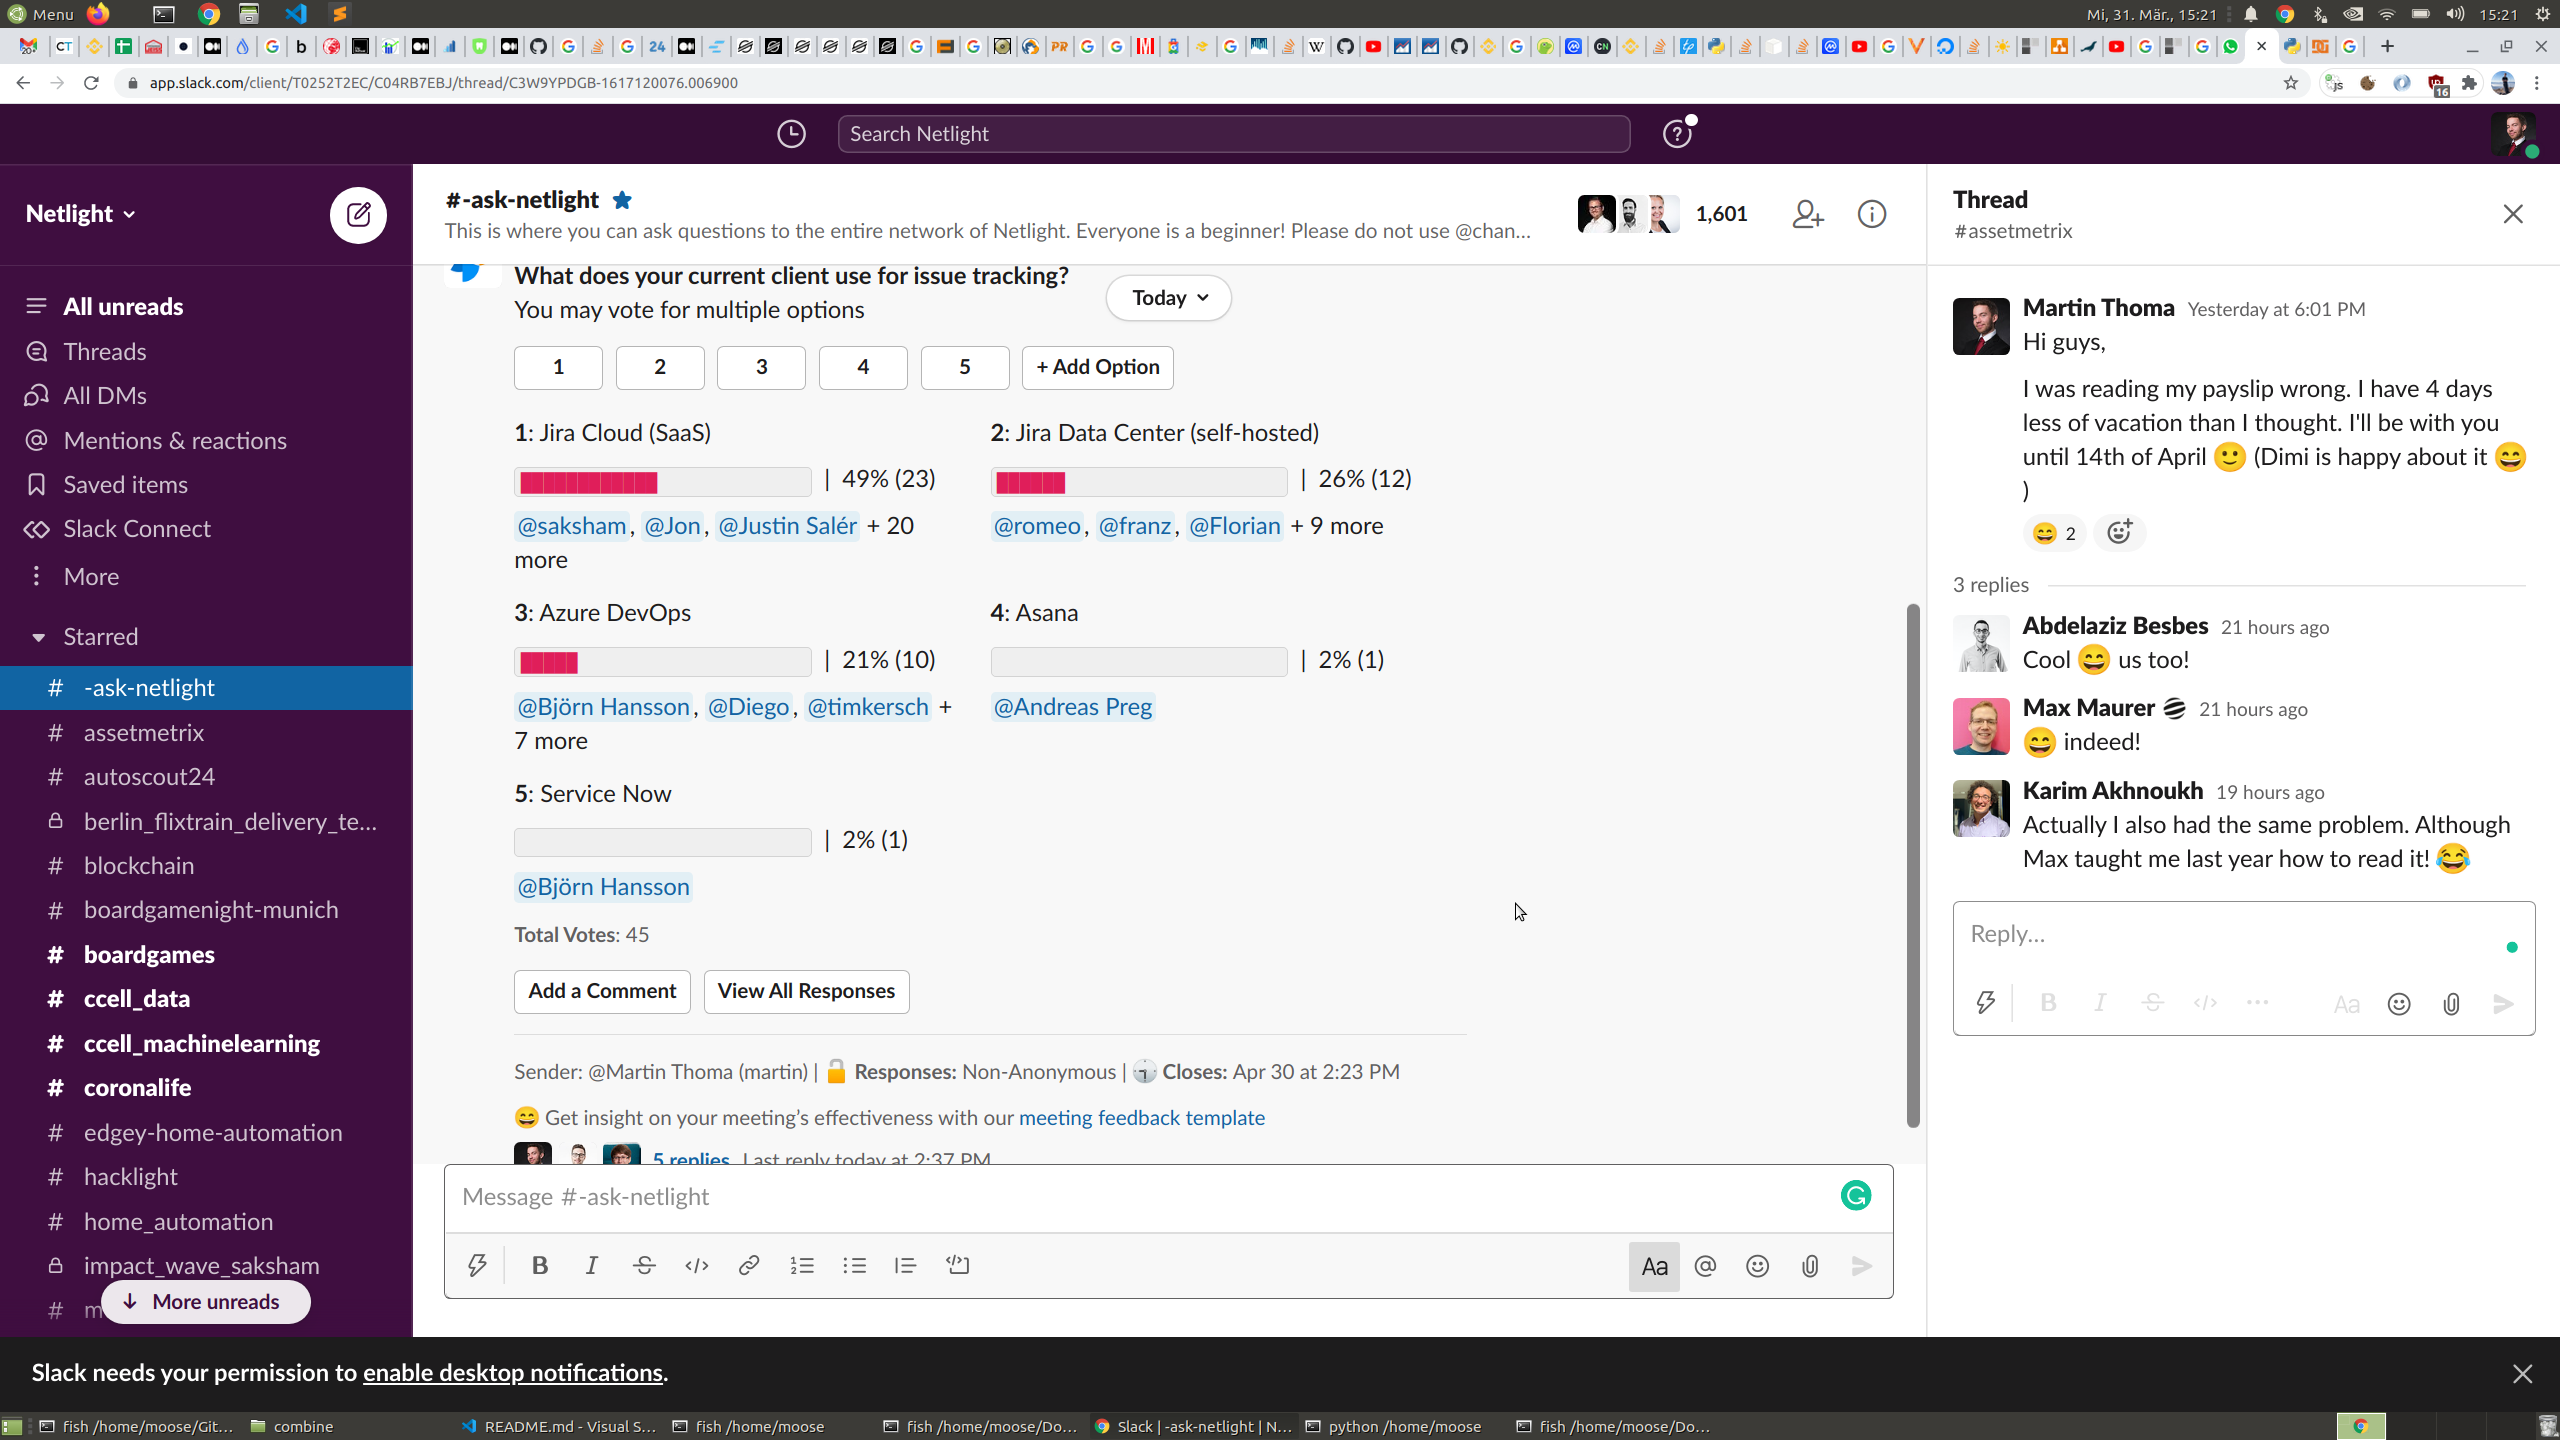 Menu
Mi, 31. Mär., 15:21
15:21
app.slack.com/client/T0252T2EC/C04RB7EBJ/thread/C3W9YPDGB-1617120076.006900
16
Search Netlight
Netlight
All unreads
Threads
All DMs
Mentions & reactions
Saved items
Slack Connect
More
Starred
# -ask-netlight
# assetmetrix
# autoscout24
berlin_flixtrain_delivery_te...
# blockchain
# boardgamenight-munich
# boardgames
# ccell_data
# ccell_machinelearning
# coronalife
# edgey-home-automation
# hacklight
# home_automation
impact_wave_saksham
# m
More unreads
#-ask-netlight
This is where you can ask questions to the entire network of Netlight. Everyone is a beginner! Please do not use @chan...
1,601
What does your current client use for issue tracking?
You may vote for multiple options
Today
1 2 3 4 5 + Add Option
1: Jira Cloud (SaaS)
| 49% (23)
@saksham, @Jon, @Justin Salér + 20
more
2: Jira Data Center (self-hosted)
| 26% (12)
@romeo, @franz, @Florian + 9 more
3: Azure DevOps
| 21% (10)
@Björn Hansson, @Diego, @timkersch +
7 more
4: Asana
| 2% (1)
@Andreas Preg
5: Service Now
| 2% (1)
@Björn Hansson
Total Votes: 45
Add a Comment View All Responses
Sender: @Martin Thoma (martin) | 🔓 Responses: Non-Anonymous | 🕣 Closes: Apr 30 at 2:23 PM
😄 Get insight on your meeting’s effectiveness with our meeting feedback template
5 replies Last reply today at 2:37 PM
Message #-ask-netlight
Aa
Thread
#assetmetrix
Martin Thoma Yesterday at 6:01 PM
Hi guys,
I was reading my payslip wrong. I have 4 days
less of vacation than I thought. I'll be with you
until 14th of April 🙂 (Dimi is happy about it 😄
)
😄 2
3 replies
Abdelaziz Besbes 21 hours ago
Cool 😄 us too!
Max Maurer 21 hours ago
😄 indeed!
Karim Akhnoukh 19 hours ago
Actually I also had the same problem. Although
Max taught me last year how to read it! 😂
Reply...
B I S </> ... Aa
Slack needs your permission to enable desktop notifications.
fish /home/moose/Git...
combine
README.md - Visual S...
fish /home/moose
fish /home/moose/Do...
Slack | -ask-netlight | N...
python /home/moose
fish /home/moose/Do...